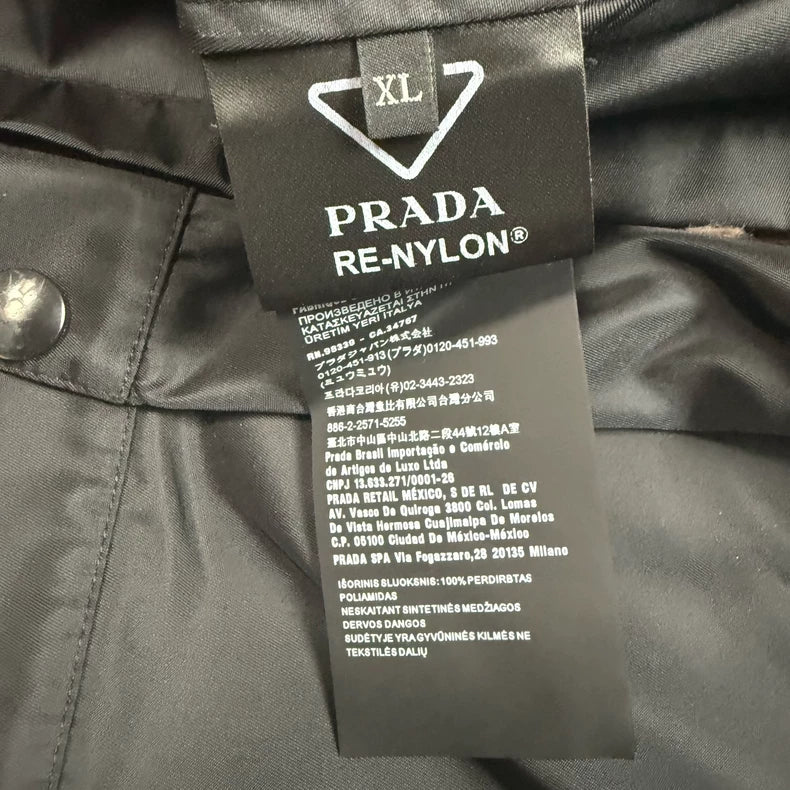 XL
PRADA
RE-NYLON®
ПРОИЗВЕДЕНО В
ΚΑΤΑΣΚΕΥΑΖΕΤΑΙ ΣΤΗΝ
ÜRETİM YERİ İTALYA
RN.96339 - CA.34767
プラダジャパン株式会社
0120-451-913(プラダ)0120-451-993
(ミュウミュウ)
프라다코리아(유)02-3443-2323
香港商台灣
比有限公司台灣分公司
886-2-2571-5255
臺北市中山區中山北路二段44號12樓A室
Prada Brasil Importação e Comércio
de Artigos de Luxo Ltda
CNPJ 13.633.271/0001-26
PRADA RETAIL MÉXICO, S DE RL DE CV
AV. Vasco De Quiroga 3800 Col. Lomas
De Vista Hermosa Cuajimalpa De Morelos
C.P. 05100 Ciudad De México-México
PRADA SPA Via Fogazzaro,28 20135 Milano
IŠORINIS SLUOKSNIS: 100% PERDIRBTAS
POLIAMIDAS
NESKAITANT SINTETINĖS MEDŽIAGOS
DERVOS DANGOS
SUDĖTYJE YRA GYVŪNINĖS KILMĖS NE
TEKSTILĖS DALIŲ